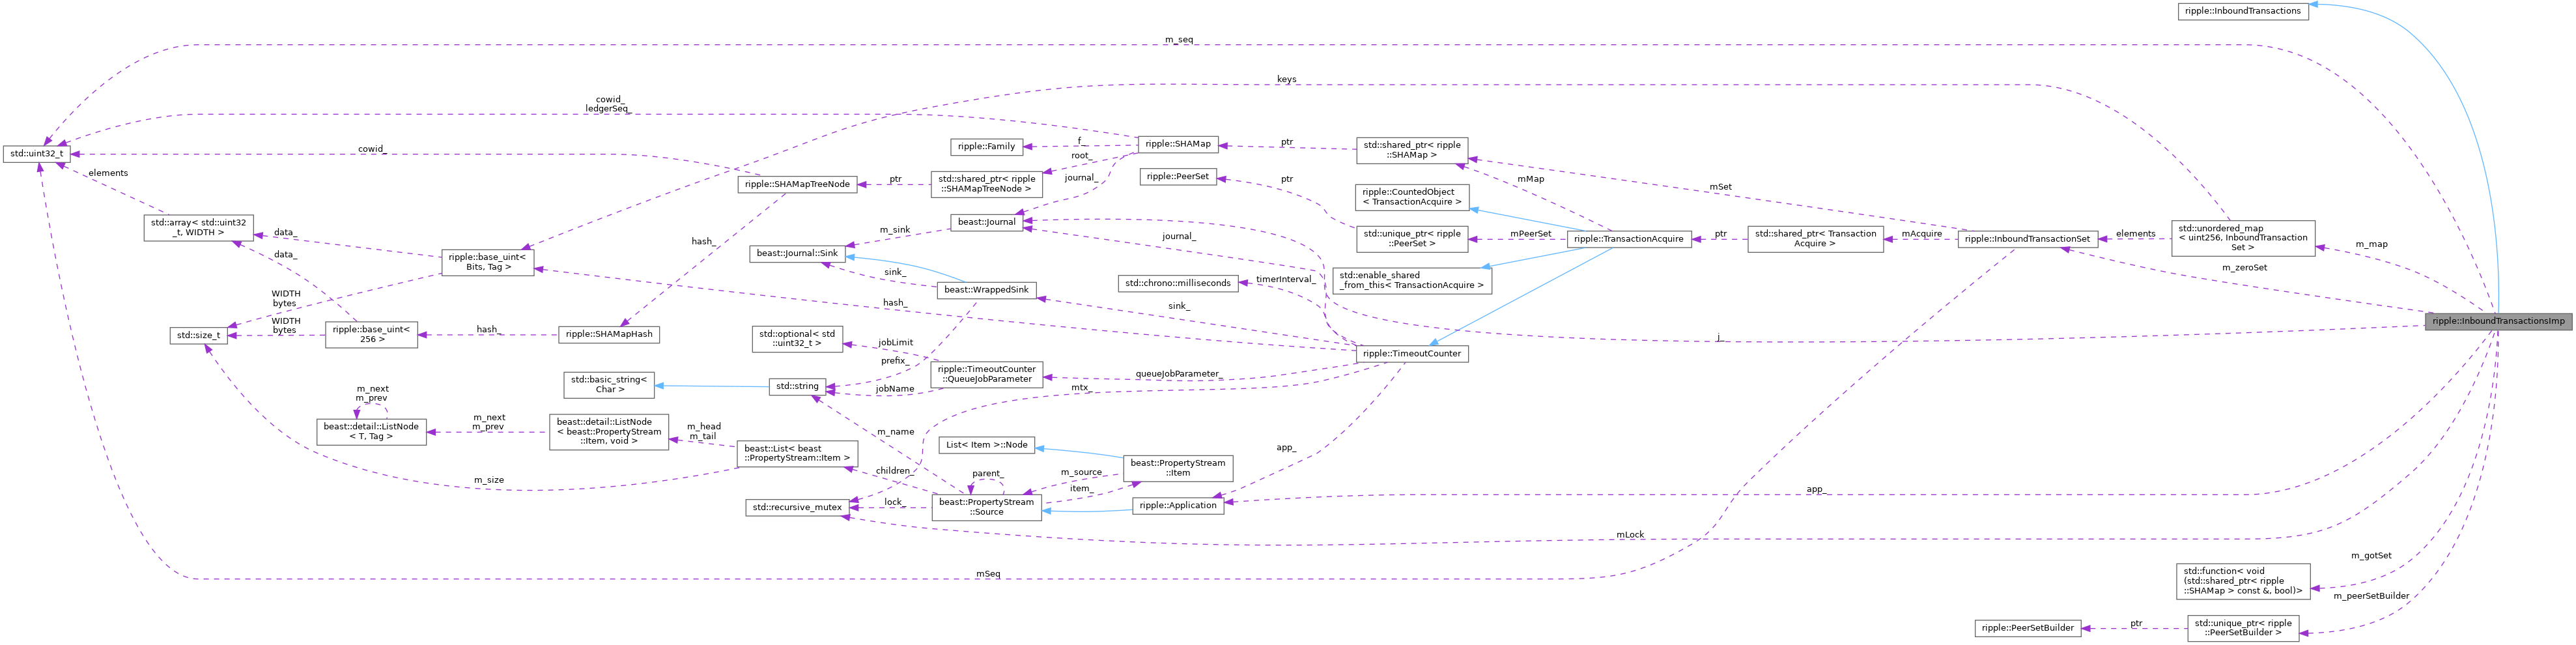 ripple::InboundTransactions
m_seq
keys
cowid_
ledgerSeq_
std::uint32_t
cowid_
ripple::Family
f_
ripple::SHAMap
ptr
std::shared_ptr< ripple
::SHAMap >
root_
elements
ripple::SHAMapTreeNode
ptr
std::shared_ptr< ripple
::SHAMapTreeNode >
journal_
ripple::PeerSet
ptr
mMap
mSet
ripple::CountedObject
< TransactionAcquire >
std::array< std::uint32
_t, WIDTH >
data_
beast::Journal
m_sink
journal_
std::unique_ptr< ripple
::PeerSet >
mPeerSet
ripple::TransactionAcquire
ptr
std::shared_ptr< Transaction
Acquire >
mAcquire
ripple::InboundTransactionSet
elements
std::unordered_map
< uint256, InboundTransaction
Set >
m_map
hash_
data_
ripple::base_uint<
Bits, Tag >
beast::Journal::Sink
sink_
m_zeroSet
std::chrono::milliseconds
timerInterval_
std::enable_shared
_from_this< TransactionAcquire >
beast::WrappedSink
sink_
WIDTH
bytes
hash_
ripple::InboundTransactionsImp
WIDTH
bytes
std::size_t
ripple::base_uint<
256 >
hash_
ripple::SHAMapHash
std::optional< std
::uint32_t >
jobLimit
j_
ripple::TimeoutCounter
prefix_
ripple::TimeoutCounter
::QueueJobParameter
queueJobParameter_
std::basic_string<
Char >
std::string
jobName
mtx_
m_next
m_prev
beast::detail::ListNode
< T, Tag >
m_next
m_prev
beast::detail::ListNode
< beast::PropertyStream
::Item, void >
m_head
m_tail
m_name
List< Item >::Node
app_
beast::List< beast
::PropertyStream::Item >
children_
parent_
m_source_
beast::PropertyStream
::Item
m_size
item_
app_
std::recursive_mutex
lock_
beast::PropertyStream
::Source
ripple::Application
mLock
m_gotSet
mSeq
std::function< void
(std::shared_ptr< ripple
::SHAMap > const &, bool)>
m_peerSetBuilder
ripple::PeerSetBuilder
ptr
std::unique_ptr< ripple
::PeerSetBuilder >